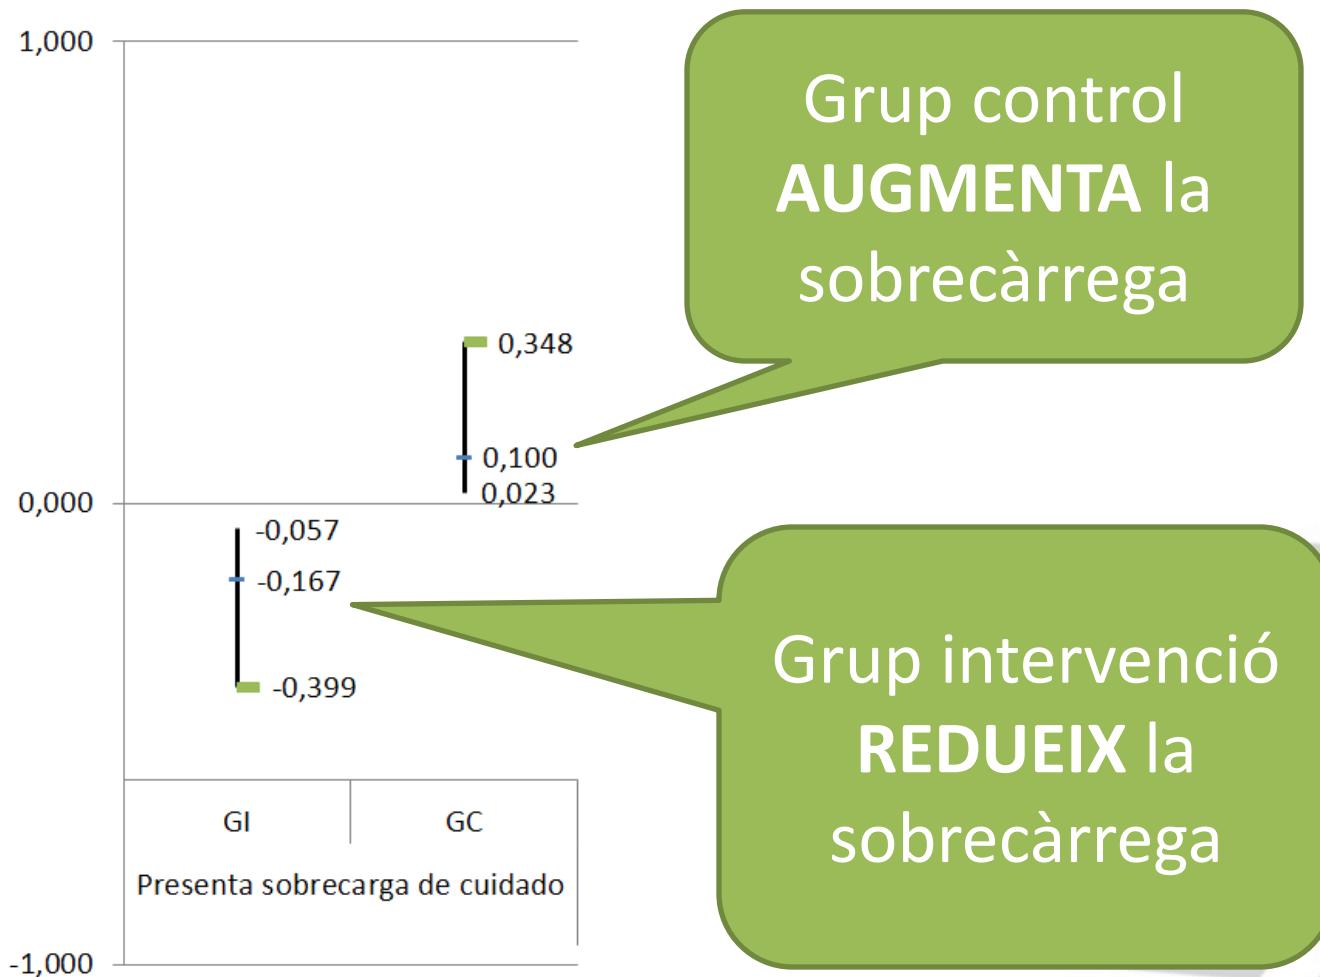 1,000
Grup control
AUGMENTA la
sobrecàrrega
0,348
0,100
0,023
0,000
-0,057
-0,167
-0,399
Grup intervenció
REDUEIX la
sobrecàrrega
GI GC
Presenta sobrecarga de cuidado
-1,000